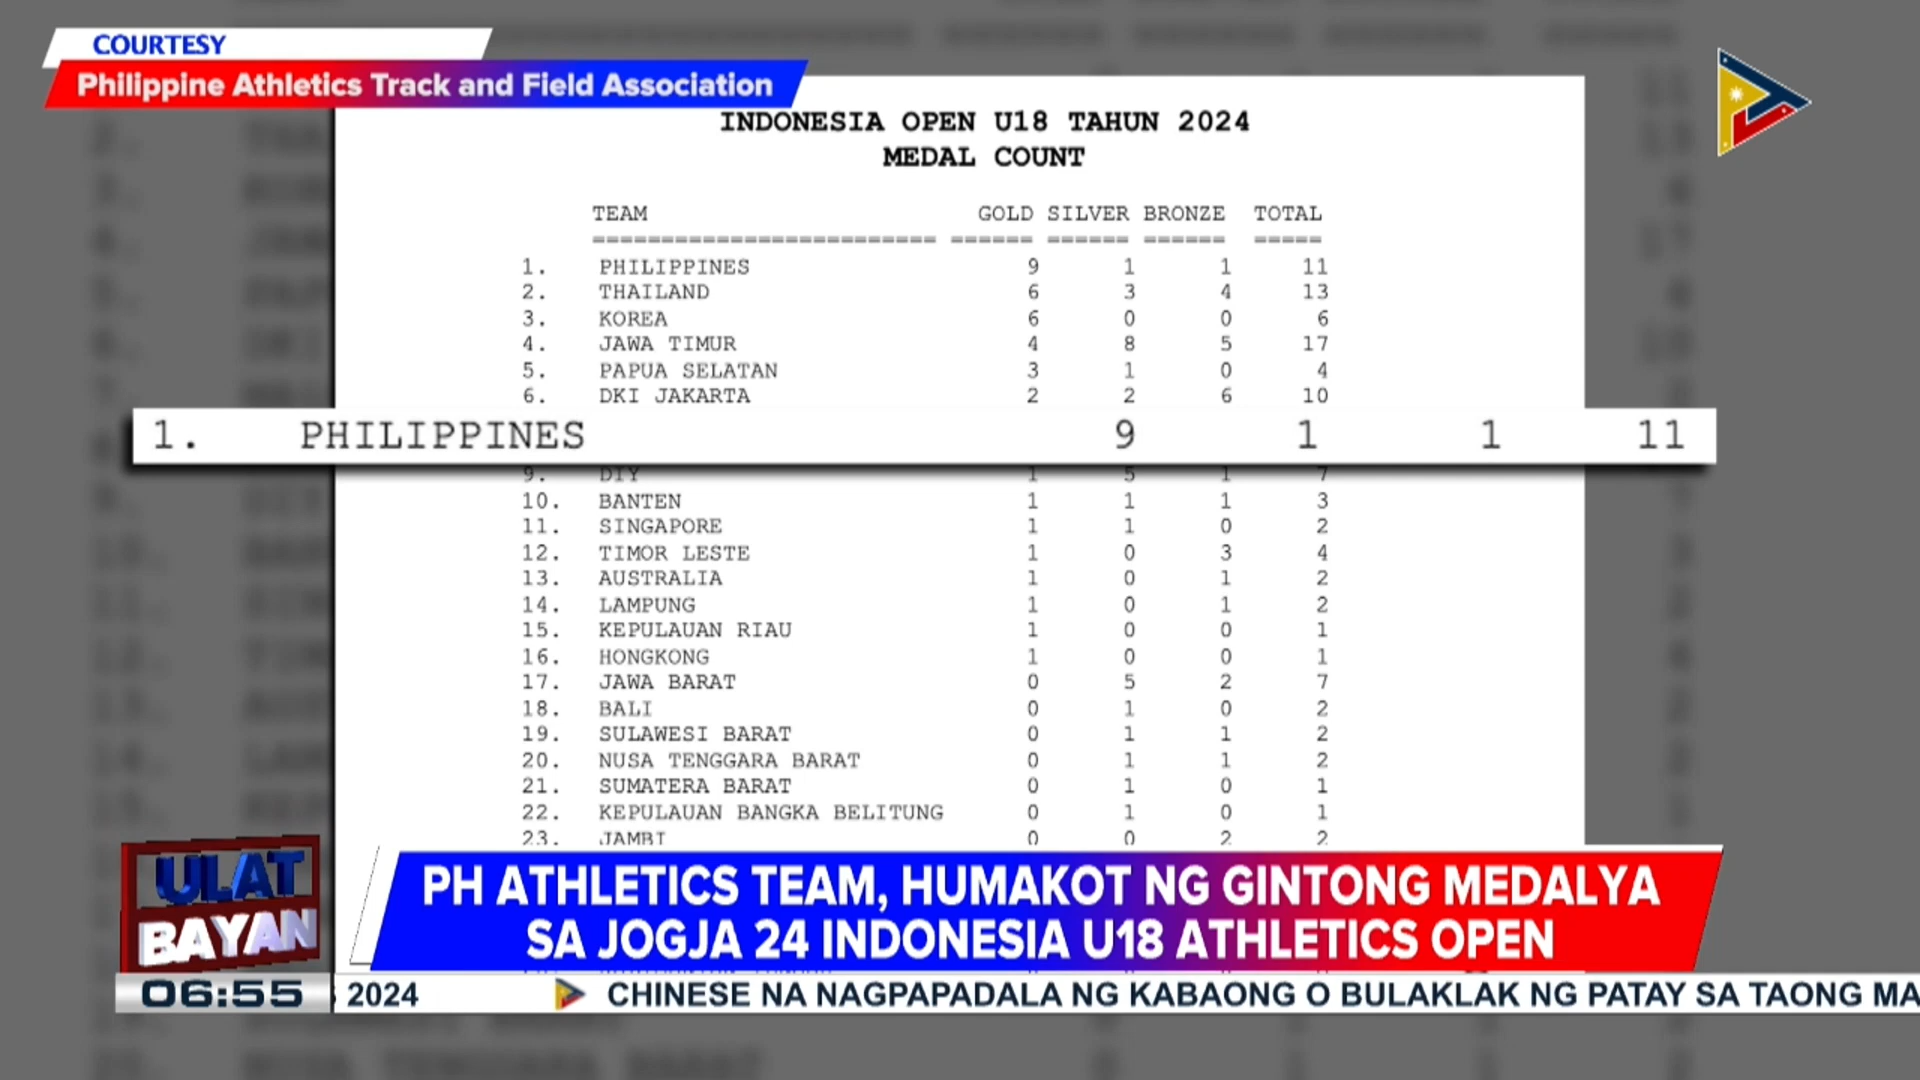 COURTESY
Philippine Athletics Track and Field Association
INDONESIA OPEN U18 TAHUN 2024
MEDAL COUNT
TEAM GOLD SILVER BRONZE TOTAL
========================= ====== ====== ====== =====
1. PHILIPPINES 9 1 1 11
2. THAILAND 6 3 4 13
3. KOREA 6 0 0 6
4. JAWA TIMUR 4 8 5 17
5. PAPUA SELATAN 3 1 0 4
6. DKI JAKARTA 2 2 6 10
1. PHILIPPINES 9 1 1 11
9. DIY 1 5 1 7
10. BANTEN 1 1 1 3
11. SINGAPORE 1 1 0 2
12. TIMOR LESTE 1 0 3 4
13. AUSTRALIA 1 0 1 2
14. LAMPUNG 1 0 1 2
15. KEPULAUAN RIAU 1 0 0 1
16. HONGKONG 1 0 0 1
17. JAWA BARAT 0 5 2 7
18. BALI 0 1 0 2
19. SULAWESI BARAT 0 1 1 2
20. NUSA TENGGARA BARAT 0 1 1 2
21. SUMATERA BARAT 0 1 0 1
22. KEPULAUAN BANGKA BELITUNG 0 1 0 1
23. JAMBI 0 0 2 2
PH ATHLETICS TEAM, HUMAKOT NG GINTONG MEDALYA
SA JOGJA 24 INDONESIA U18 ATHLETICS OPEN
ULAT
BAYAN
06:55 2024 CHINESE NA NAGPAPADALA NG KABAONG O BULAKLAK NG PATAY SA TAONG MA